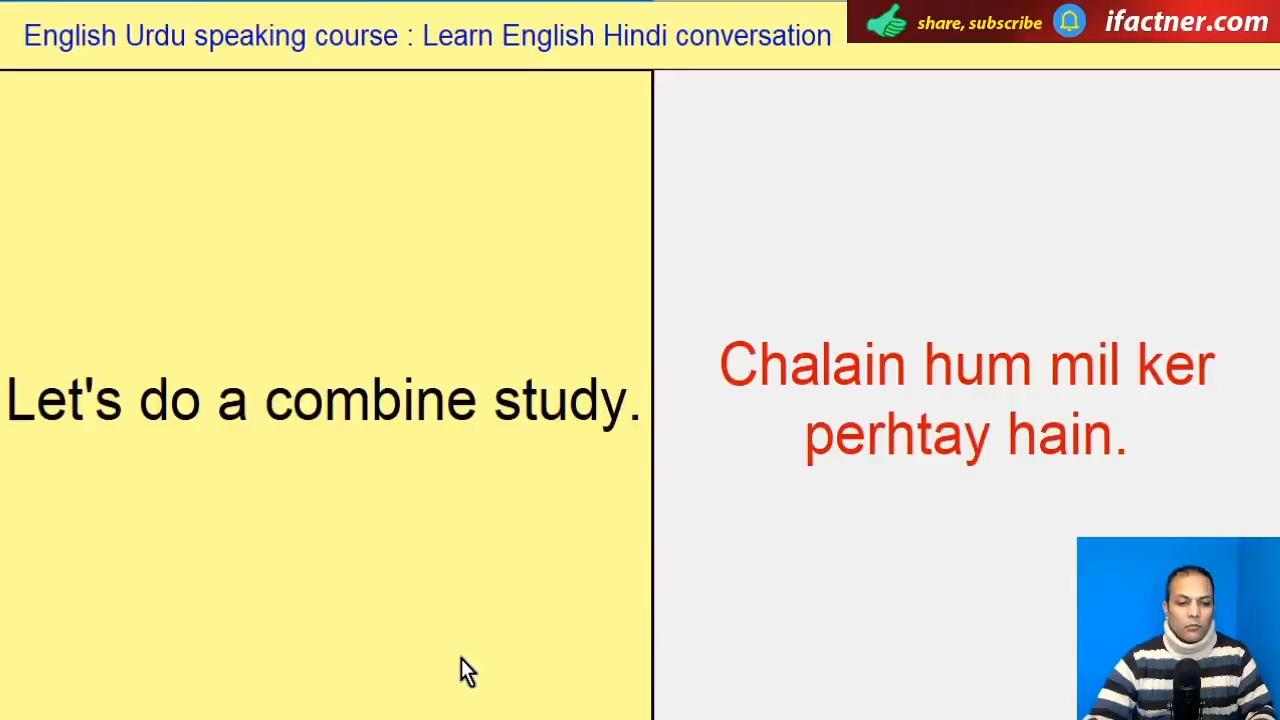 English Urdu speaking course : Learn English Hindi conversation
share, subscribe
ifactner.com
Let's do a combine study.
Chalain hum mil ker
perhtay hain.